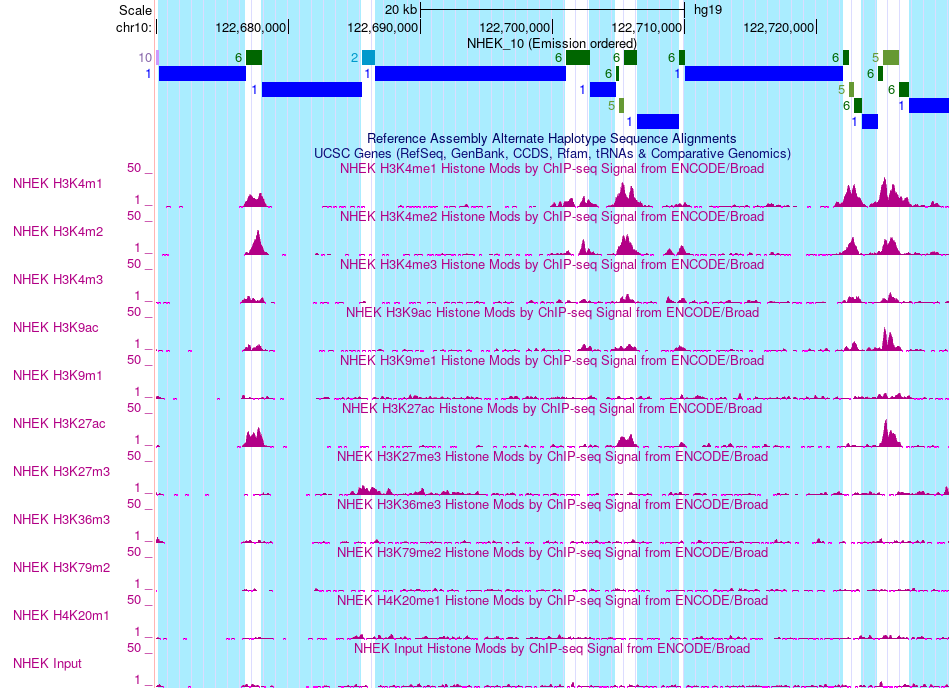 Scale 20 kb hg19
chr10: 122,680,000 122,690,000 122,700,000 122,710,000 122,720,000
NHEK_10 (Emission ordered)
10 6 2 6 6 6 6 5
1 1 6 1 6
1 1 5 6
5 6 1
1 1
Reference Assembly Alternate Haplotype Sequence Alignments
UCSC Genes (RefSeq, GenBank, CCDS, Rfam, tRNAs & Comparative Genomics)
50 _ NHEK H3K4me1 Histone Mods by ChIP-seq Signal from ENCODE/Broad
NHEK H3K4m1
1 _
50 _ NHEK H3K4me2 Histone Mods by ChIP-seq Signal from ENCODE/Broad
NHEK H3K4m2
1 _
50 _ NHEK H3K4me3 Histone Mods by ChIP-seq Signal from ENCODE/Broad
NHEK H3K4m3
1 _
50 _ NHEK H3K9ac Histone Mods by ChIP-seq Signal from ENCODE/Broad
NHEK H3K9ac
1 _
50 _ NHEK H3K9me1 Histone Mods by ChIP-seq Signal from ENCODE/Broad
NHEK H3K9m1
1 _
50 _ NHEK H3K27ac Histone Mods by ChIP-seq Signal from ENCODE/Broad
NHEK H3K27ac
1 _
50 _ NHEK H3K27me3 Histone Mods by ChIP-seq Signal from ENCODE/Broad
NHEK H3K27m3
1 _
50 _ NHEK H3K36me3 Histone Mods by ChIP-seq Signal from ENCODE/Broad
NHEK H3K36m3
1 _
50 _ NHEK H3K79me2 Histone Mods by ChIP-seq Signal from ENCODE/Broad
NHEK H3K79m2
1 _
50 _ NHEK H4K20me1 Histone Mods by ChIP-seq Signal from ENCODE/Broad
NHEK H4K20m1
1 _
50 _ NHEK Input Histone Mods by ChIP-seq Signal from ENCODE/Broad
NHEK Input
1 _